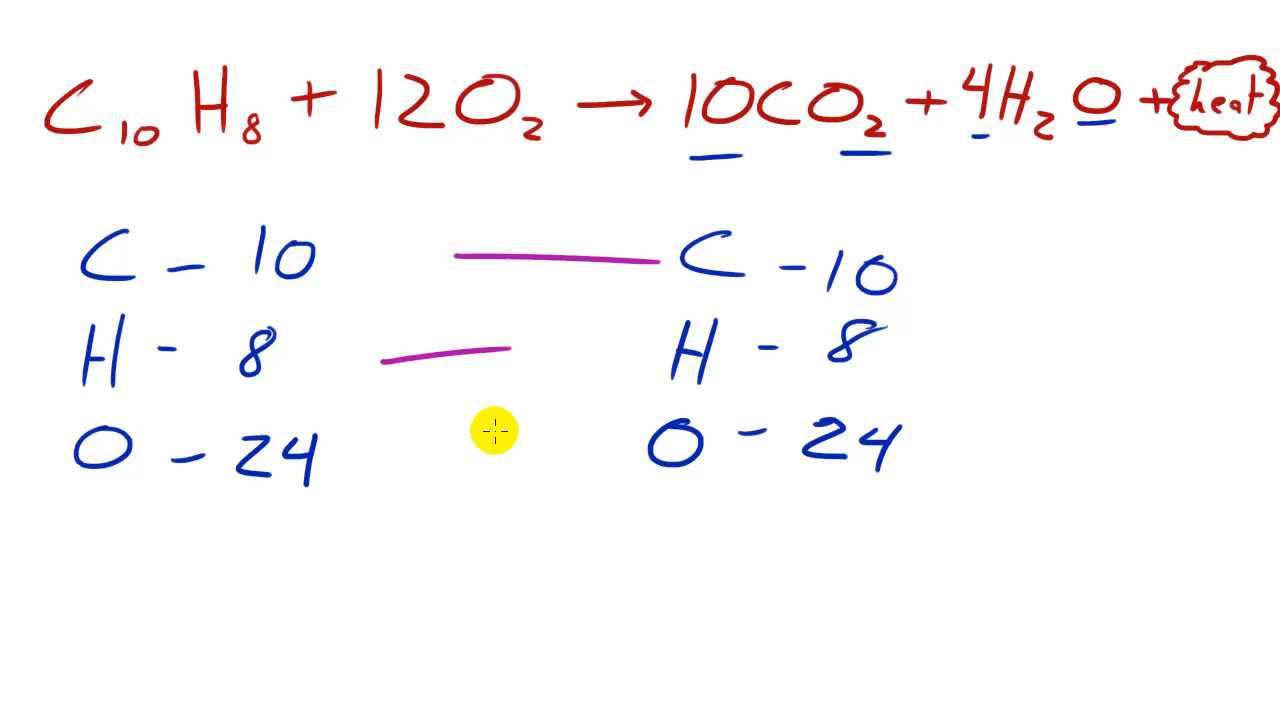 C₁₀H₈ + 12O₂ → 10CO₂ + 4H₂O + heat
C - 10 C - 10
H - 8 H - 8
O - 24 O - 24